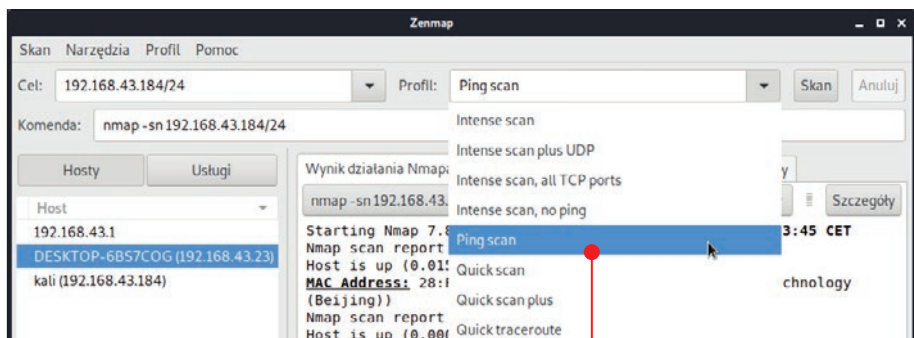 Zenmap
Skan Narzędzia Profil Pomoc
Cel: 192.168.43.184/24 Profil: Ping scan Skan Anuluj
Komenda: nmap -sn 192.168.43.184/24
Hosty Usługi
Host
192.168.43.1
DESKTOP-6BS7COG (192.168.43.23)
kali (192.168.43.184)
Wynik działania Nmapa y
nmap -sn 192.168.43. Szczegóły
Starting Nmap 7.8 3:45 CET
Nmap scan report
Host is up (0.015
MAC Address: 28: chnology
(Beijing))
Nmap scan report
Host is up (0.000
Intense scan
Intense scan plus UDP
Intense scan, all TCP ports
Intense scan, no ping
Ping scan
Quick scan
Quick scan plus
Quick traceroute